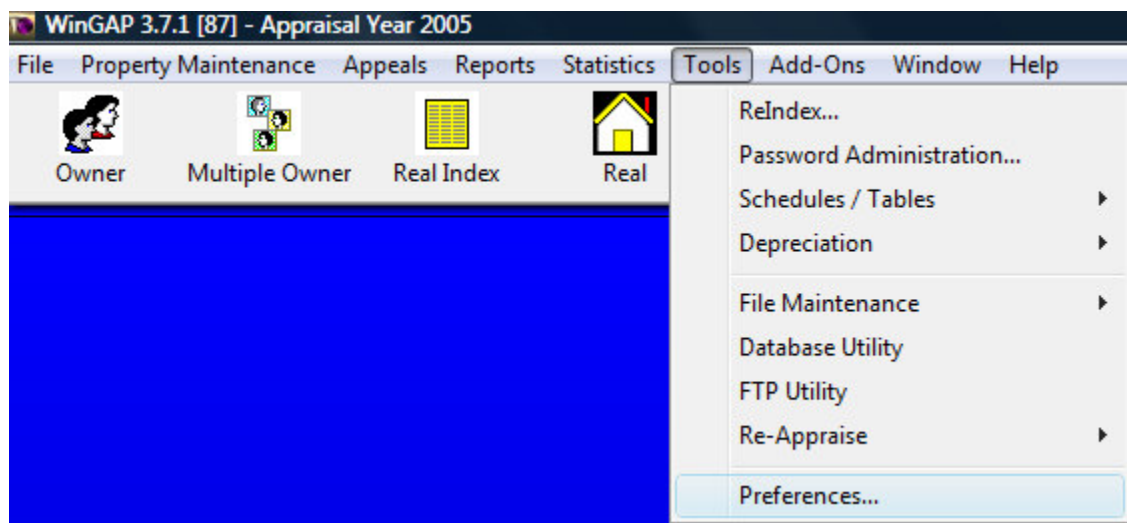 WinGAP 3.7.1 [87] - Appraisal Year 2005
File Property Maintenance Appeals Reports Statistics Tools Add-Ons Window Help
Owner Multiple Owner Real Index Real
ReIndex...
Password Administration...
Schedules / Tables
Depreciation
File Maintenance
Database Utility
FTP Utility
Re-Appraise
Preferences...